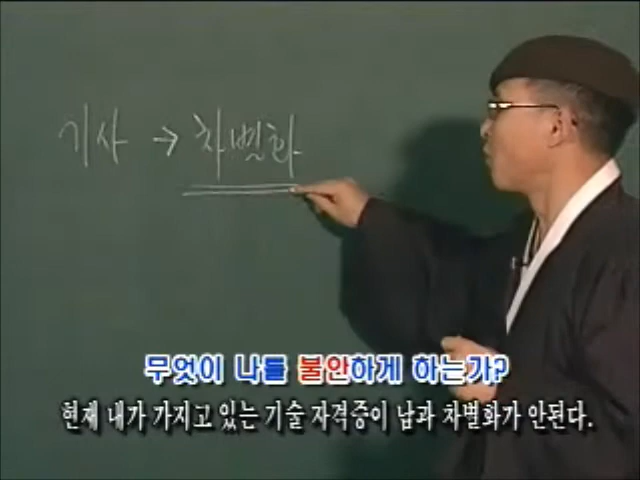 기사 → 차별화
무엇이 나를 불안하게 하는가?
현재 내가 가지고 있는 기술 자격증이 남과 차별화가 안된다.